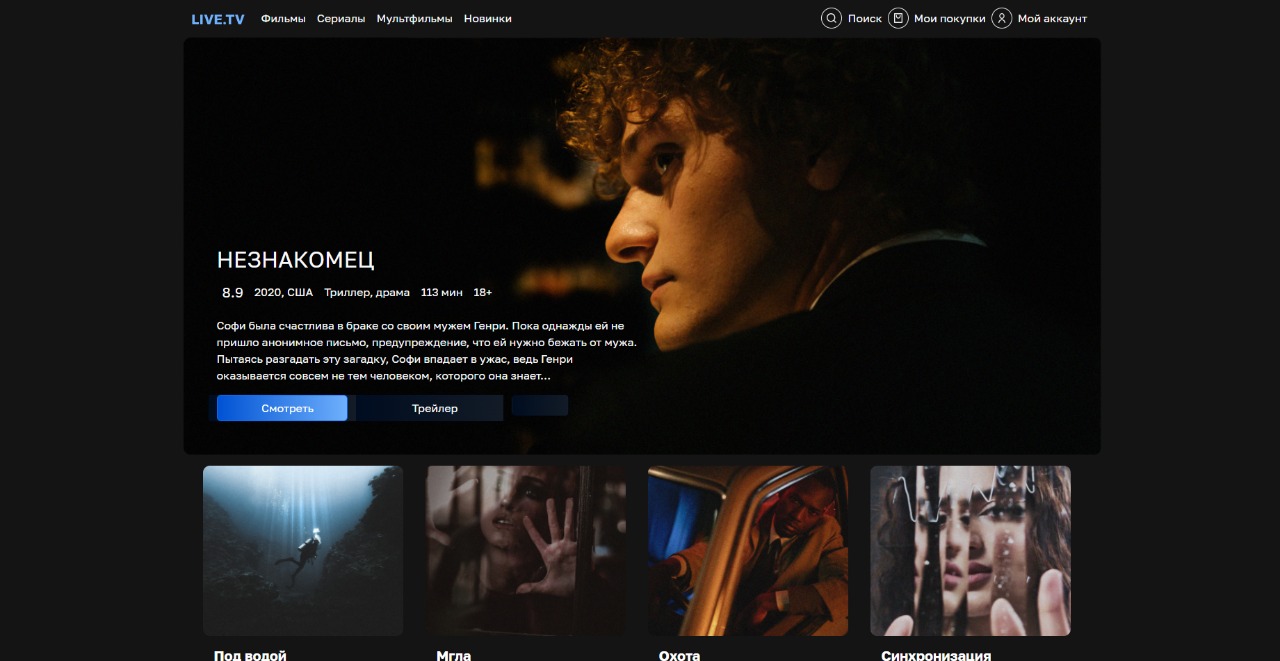 LIVE.TV Фильмы Сериалы Мультфильмы Новинки Поиск Мои покупки Мой аккаунт
НЕЗНАКОМЕЦ
8.9 2020, США Триллер, драма 113 мин 18+
Софи была счастлива в браке со своим мужем Генри. Пока однажды ей не
пришло анонимное письмо, предупреждение, что ей нужно бежать от мужа.
Пытаясь разгадать эту загадку, Софи впадает в ужас, ведь Генри
оказывается совсем не тем человеком, которого она знает...
Смотреть Трейлер
Под водой Мгла Охота Синхронизация